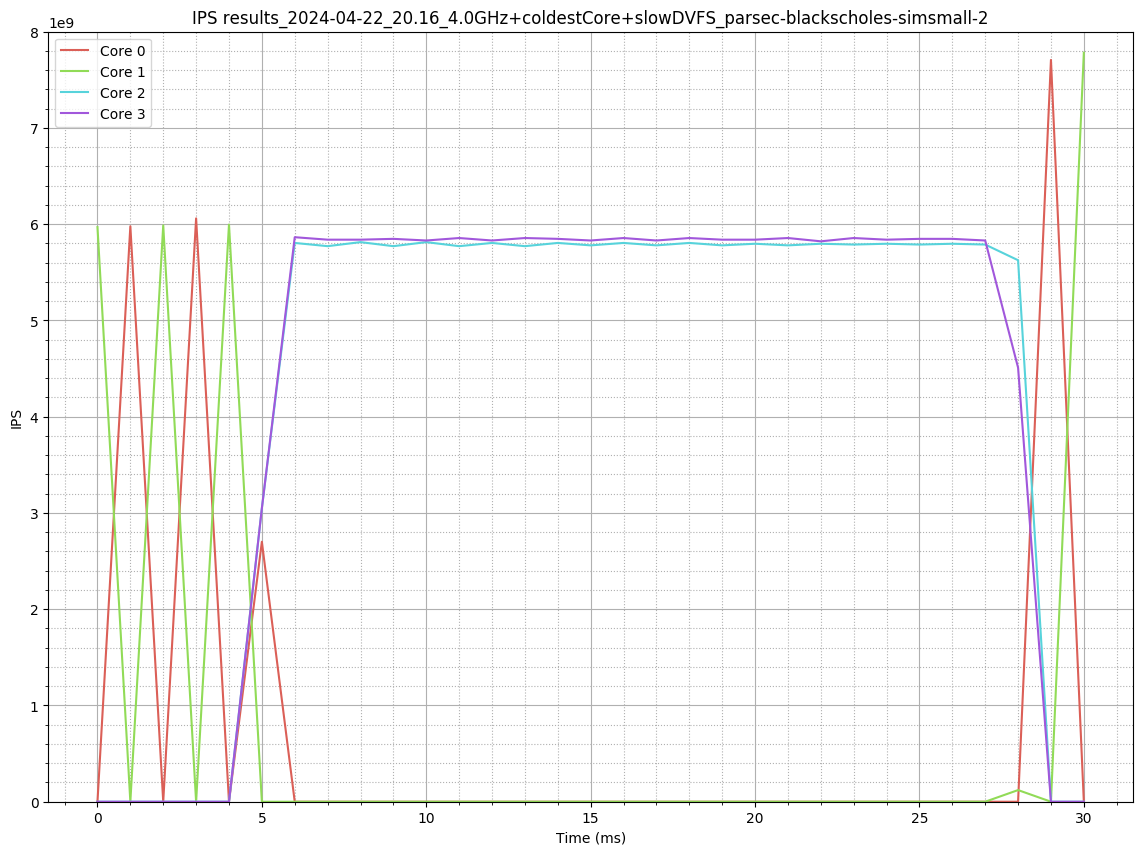 IPS results_2024-04-22_20.16_4.0GHz+coldestCore+slowDVFS_parsec-blackscholes-simsmall-2
1e9
Core 0
Core 1
Core 2
Core 3
8
7
6
5
4
3
2
1
0
IPS
0 5 10 15 20 25 30
Time (ms)